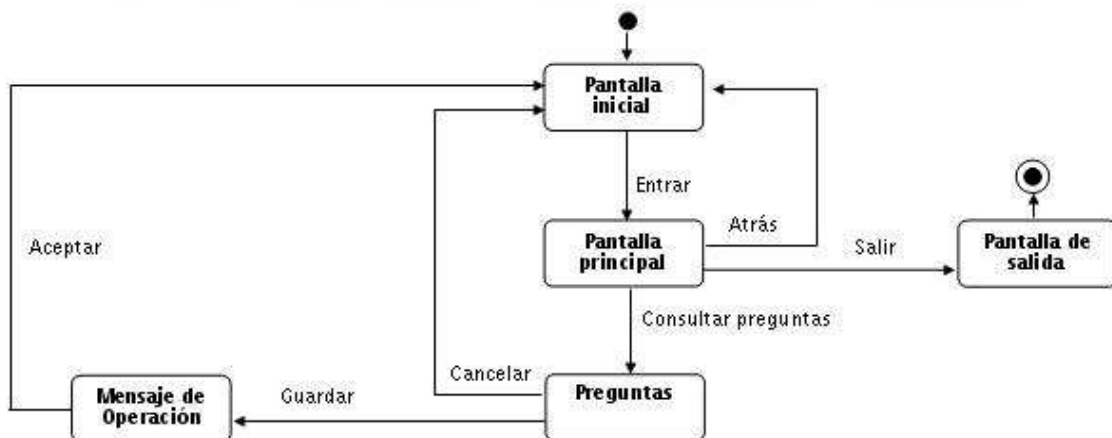 Pantalla
inicial
Entrar
Atrás
Aceptar
Pantalla
principal
Salir
Pantalla de
salida
Consultar preguntas
Cancelar
Preguntas
Guardar
Mensaje de
Operación